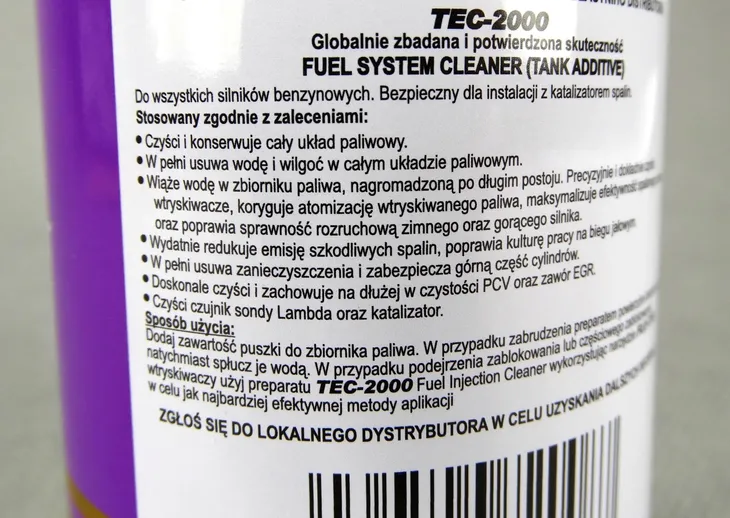 TEC-2000
Globalnie zbadana i potwierdzona skuteczność
FUEL SYSTEM CLEANER (TANK ADDITIVE)
Do wszystkich silników benzynowych. Bezpieczny dla instalacji z katalizatorem spalin.
Stosowany zgodnie z zaleceniami:
• Czyści i konserwuje cały układ paliwowy.
• W pełni usuwa wodę i wilgoć w całym układzie paliwowym.
• Wiąże wodę w zbiorniku paliwa, nagromadzoną po długim postoju. Precyzyjnie i dokładnie
wtryskiwacze, koryguje atomizację wtryskiwanego paliwa, maksymalizuje efektywność
oraz poprawia sprawność rozruchową zimnego oraz gorącego silnika.
• Wydatnie redukuje emisję szkodliwych spalin, poprawia kulturę pracy na biegu jałowym.
• W pełni usuwa zanieczyszczenia i zabezpiecza górną część cylindrów.
• Doskonale czyści i zachowuje na dłużej w czystości PCV oraz zawór EGR.
• Czyści czujnik sondy Lambda oraz katalizator.
Sposób użycia:
Dodaj zawartość puszki do zbiornika paliwa. W przypadku zabrudzenia preparatem
natychmiast spłucz je wodą. W przypadku podejrzenia zablokowania lub częściowego
wtryskiwaczy użyj preparatu TEC-2000 Fuel Injection Cleaner wykorzystując
w celu jak najbardziej efektywnej metody aplikacji
ZGŁOŚ SIĘ DO LOKALNEGO DYSTRYBUTORA W CELU UZYSKANIA DALSZYCH